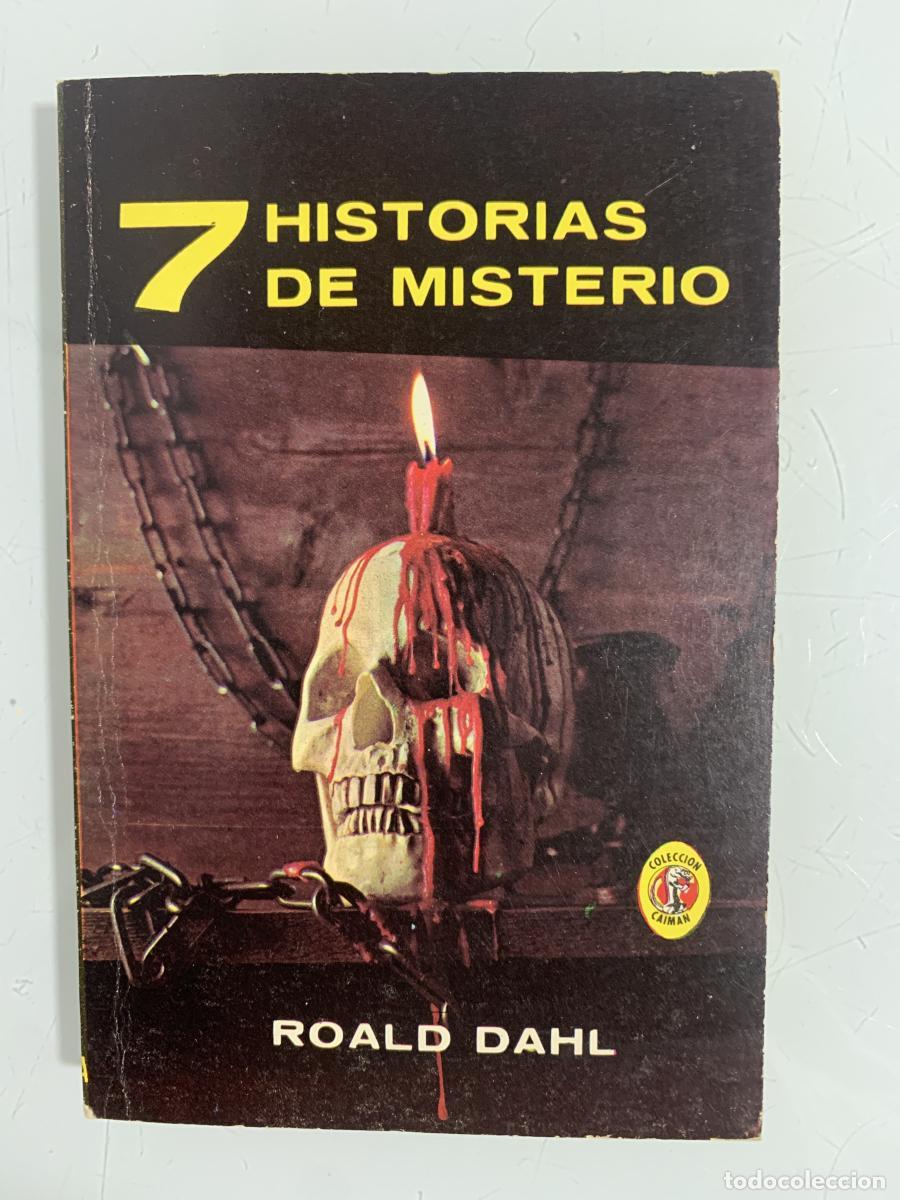 7 HISTORIAS
DE MISTERIO
COLECCION
CAIMAN
ROALD DAHL
todocoleccion